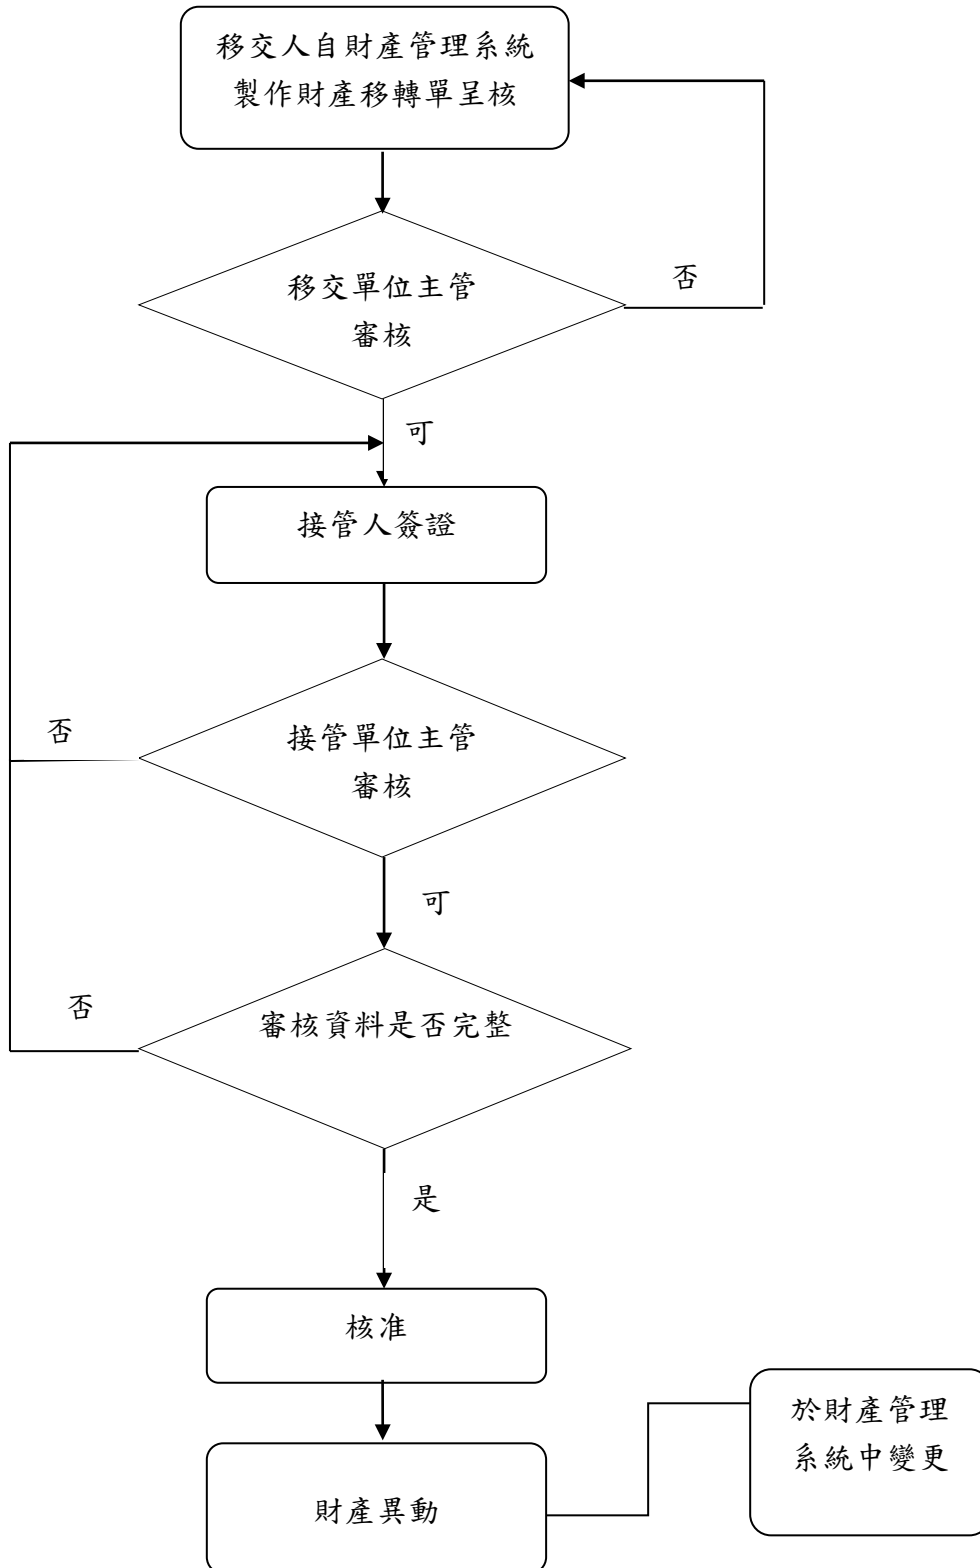 移交人自財產管理系統
製作財產移轉單呈核
移交單位主管
審核
否
可
接管人簽證
接管單位主管
審核
否
可
審核資料是否完整
否
是
核准
財產異動
於財產管理
系統中變更